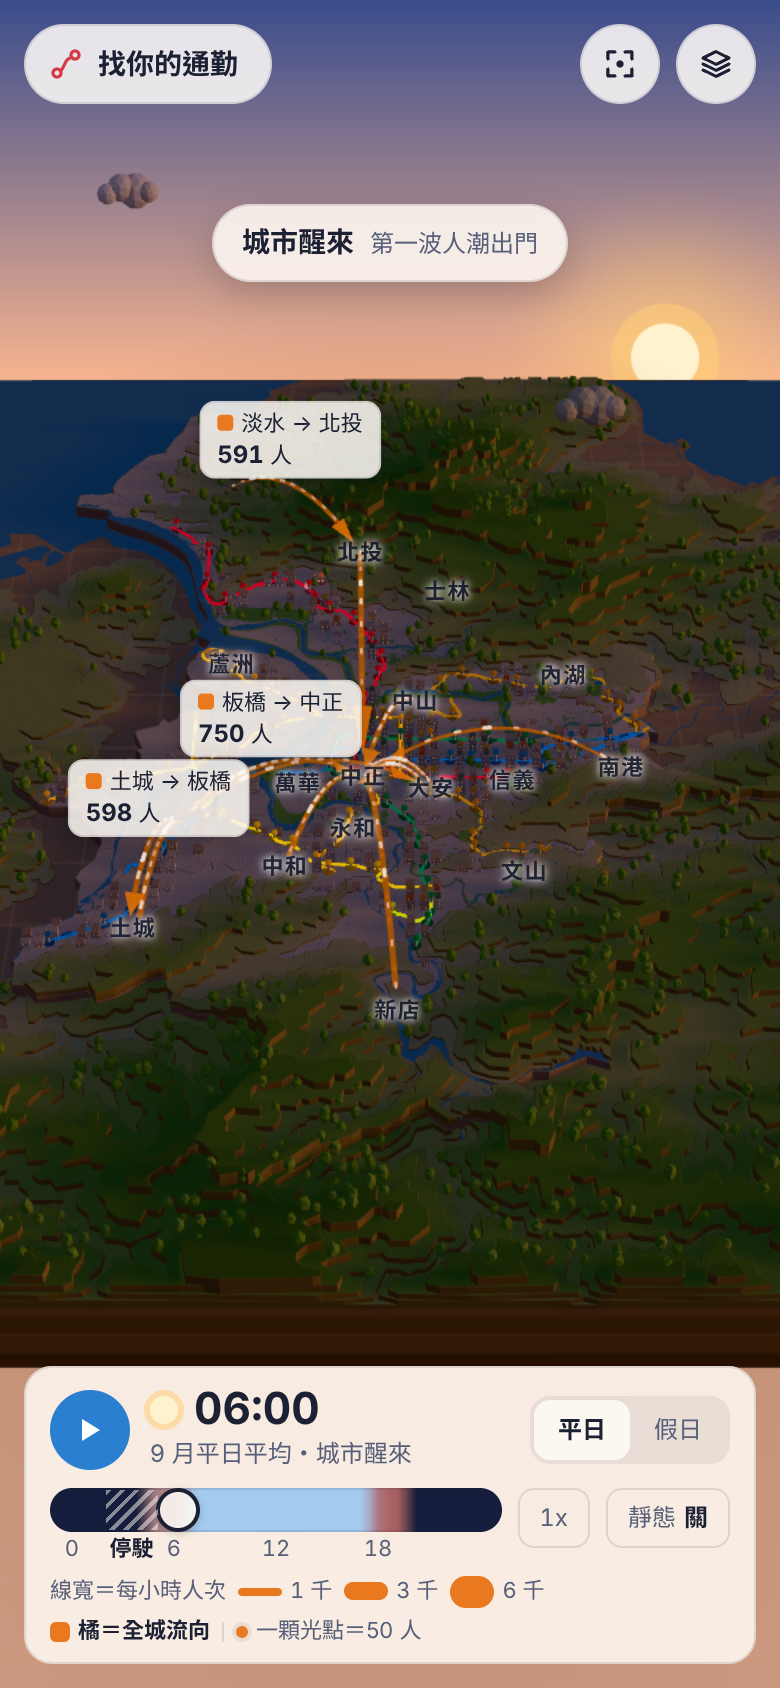 找你的通勤
城市醒來 第一波人潮出門
淡水 → 北投
591 人
北投
士林
蘆洲
內湖
板橋 → 中正
750 人
中山
土城 → 板橋
598 人
萬華
中正
大安
信義
南港
永和
中和
文山
土城
新店
06:00
9 月平日平均・城市醒來
平日 假日
1x
靜態 關
0 停駛 6 12 18
線寬＝每小時人次 1 千 3 千 6 千
橘＝全城流向 一顆光點＝50 人